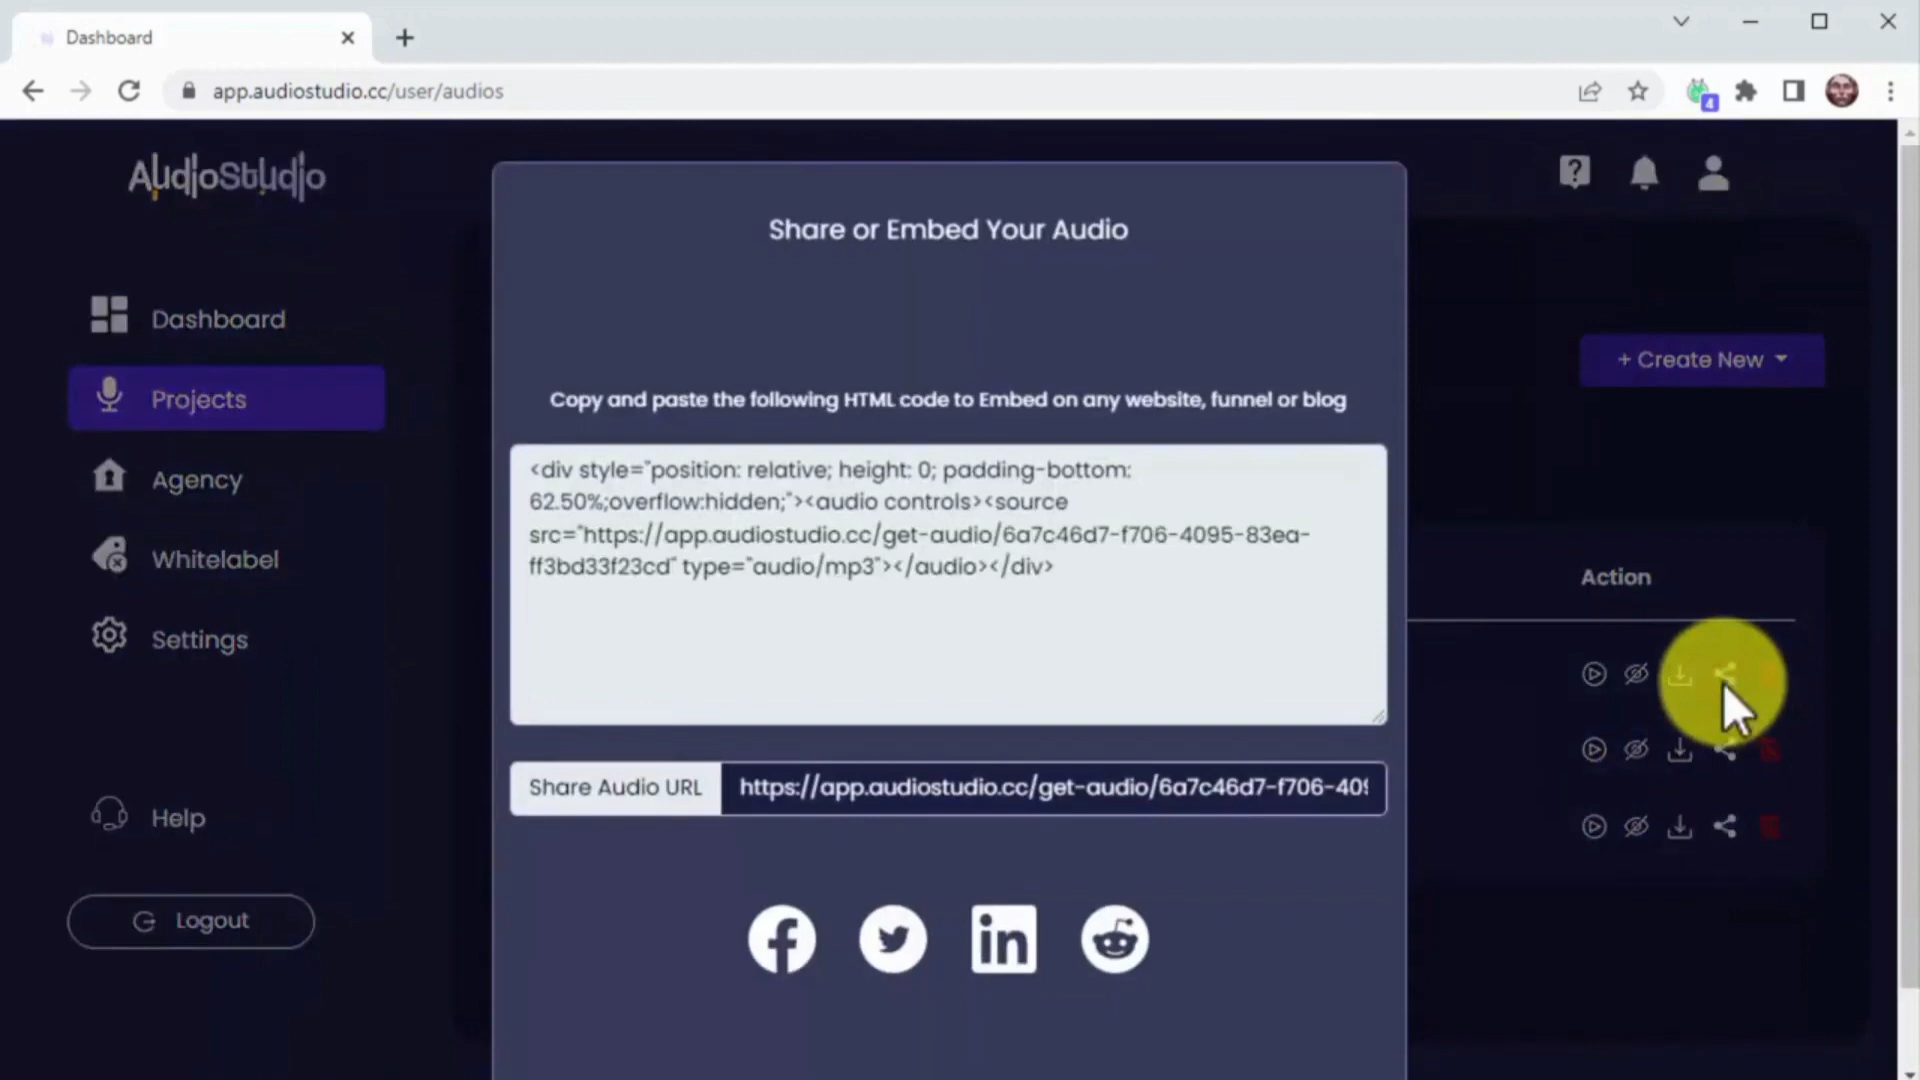 Dashboard
app.audiostudio.cc/user/audios
4
AudioStudio
Share or Embed Your Audio
Dashboard
Projects
Agency
Whitelabel
Settings
Help
Logout
+ Create New
Copy and paste the following HTML code to Embed on any website, funnel or blog
<div style="position: relative; height: 0; padding-bottom:
62.50%;overflow:hidden;"><audio controls><source
src="https://app.audiostudio.cc/get-audio/6a7c46d7-f706-4095-83ea-
ff3bd33f23cd" type="audio/mp3"></audio></div>
Action
Share Audio URL
https://app.audiostudio.cc/get-audio/6a7c46d7-f706-409